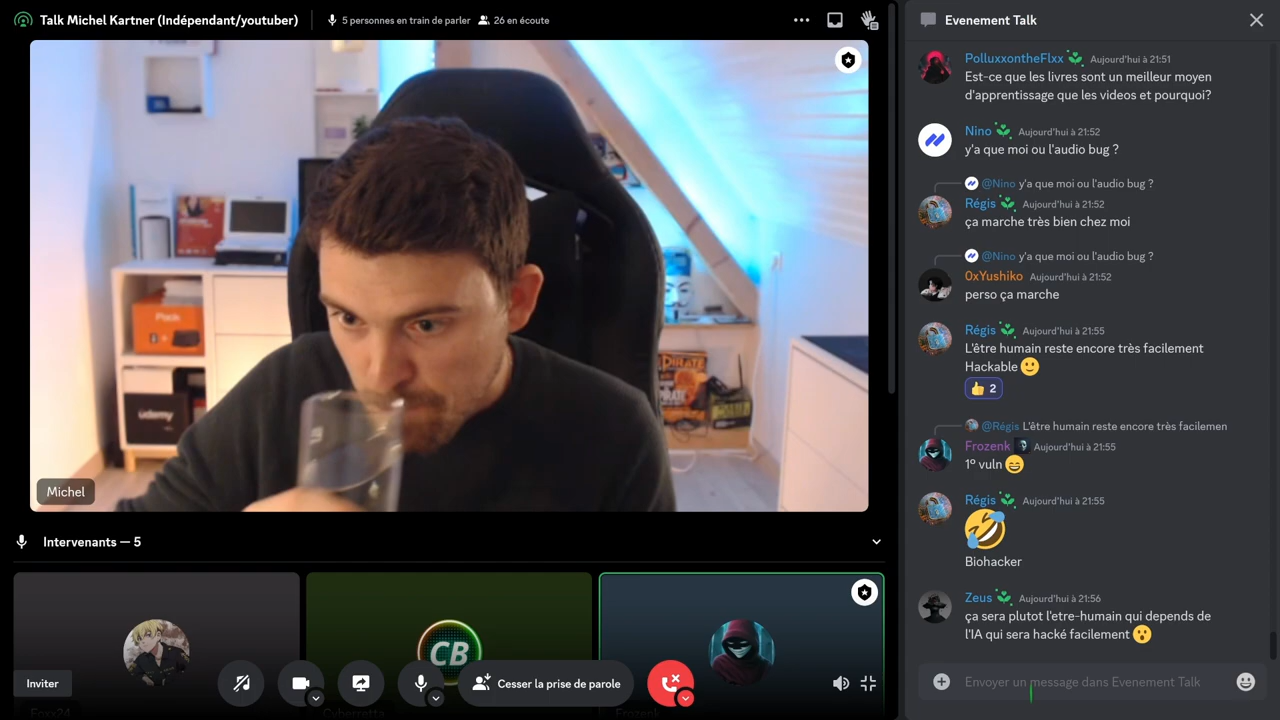 Talk Michel Kartner (Indépendant/youtuber)
5 personnes en train de parler
26 en écoute
Pack
ûdemy
PIRATE
Michel
Intervenants — 5
CB
Foxx24
Cyberretta
Frozenk
Inviter
Cesser la prise de parole
Evenement Talk
PolluxxontheFlxx Aujourd'hui à 21:51
Est-ce que les livres sont un meilleur moyen
d'apprentissage que les videos et pourquoi?
Nino Aujourd'hui à 21:52
y'a que moi ou l'audio bug ?
@Nino y'a que moi ou l'audio bug ?
Régis Aujourd'hui à 21:52
ça marche très bien chez moi
@Nino y'a que moi ou l'audio bug ?
0xYushiko Aujourd'hui à 21:52
perso ça marche
Régis Aujourd'hui à 21:55
L'être humain reste encore très facilement
Hackable
2
@Régis L'être humain reste encore très facilemen
Frozenk Aujourd'hui à 21:55
1º vuln
Régis Aujourd'hui à 21:55
Biohacker
Zeus Aujourd'hui à 21:56
ça sera plutot l'etre-humain qui depends de
l'IA qui sera hacké facilement
Envoyer un message dans Evenement Talk